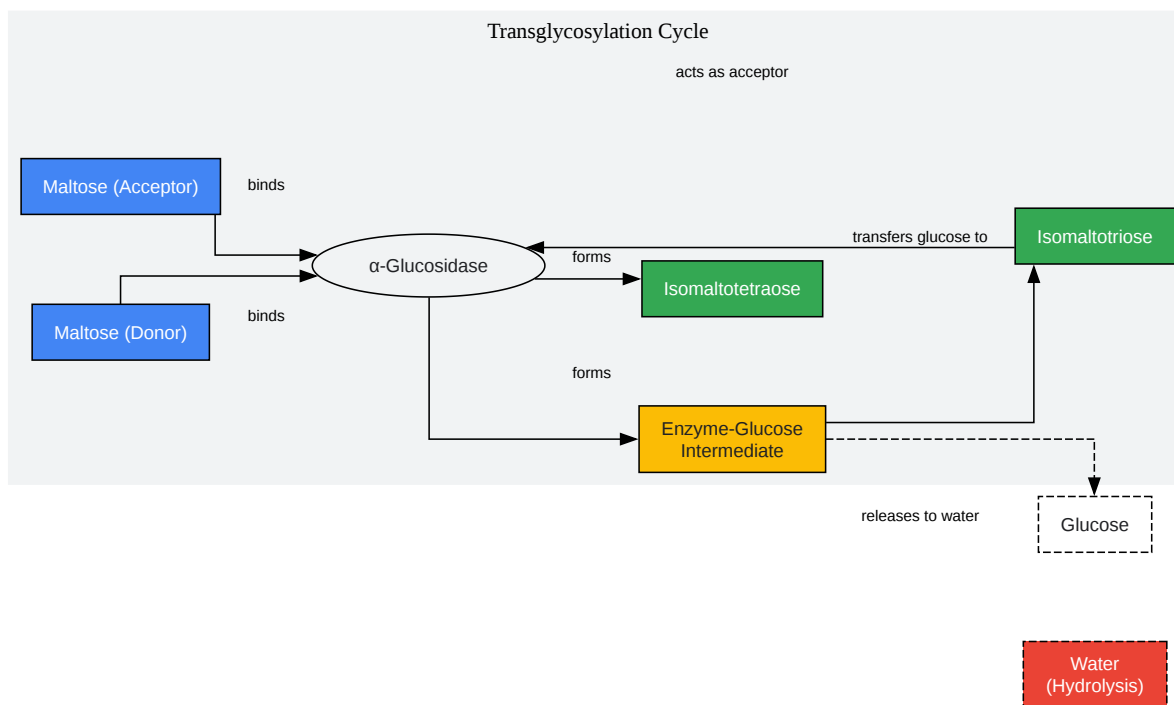 Transglycosylation Cycle
acts as acceptor
Maltose (Acceptor)
binds
transfers glucose to
Isomaltotriose
α-Glucosidase
forms
Isomaltotetraose
Maltose (Donor)
binds
forms
Enzyme-Glucose
Intermediate
releases to water
Glucose
Water
(Hydrolysis)